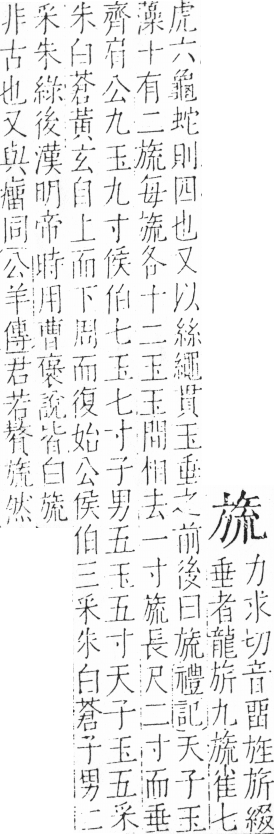 旒
力求切音畱旌旂綴
垂者龍旂九旒雀七
虎六龜蛇則四也又以絲繩貫玉垂之前後曰旒禮記天子玉
藻十有二旒每旒各十二玉玉間相去一寸旒長尺二寸而垂
齊肩公九玉九寸侯伯七玉七寸子男五玉五寸天子玉五采
朱白蒼黃玄自上而下周而復始公侯伯三采朱白蒼子男二
采朱綠後漢明帝時用曹褒說皆白旒
非古也又與瘤同公羊傳君若贅旒然